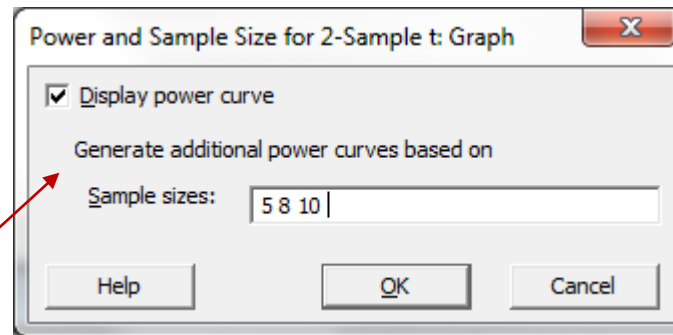 Power and Sample Size for 2-Sample t: Graph
Display power curve
Generate additional power curves based on
Sample sizes: 5 8 10
Help OK Cancel